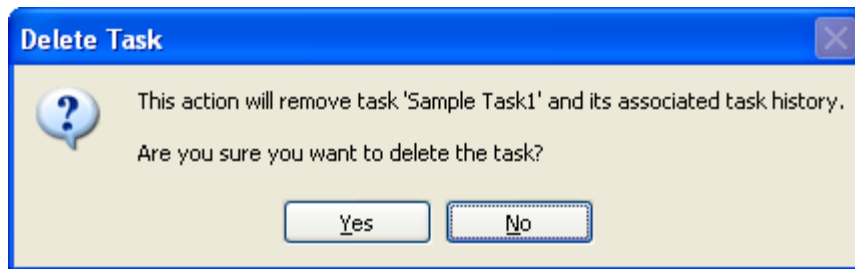 Delete Task
This action will remove task 'Sample Task1' and its associated task history.
Are you sure you want to delete the task?
Yes
No